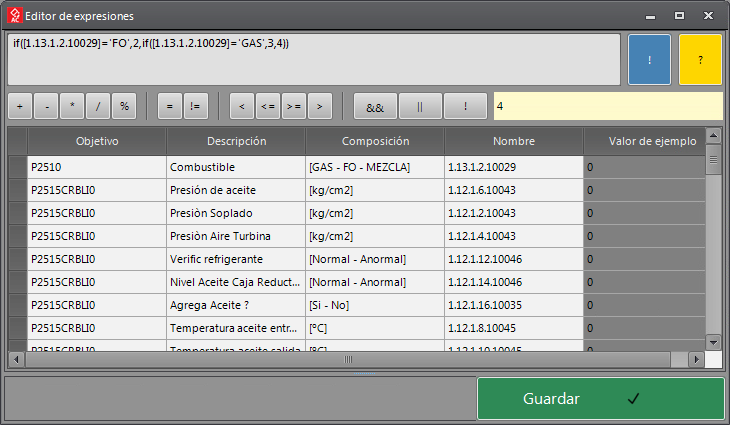 Editor de expresiones
if([1.13.1.2.10029]='FO',2,if([1.13.1.2.10029]='GAS',3,4))
! ?
+ - * / % = != < <= >= > && || ! 4
Objetivo Descripción Composición Nombre Valor de ejemplo
P2510 Combustible [GAS - FO - MEZCLA] 1.13.1.2.10029 0
P2515CRBLI0 Presión de aceite [kg/cm2] 1.12.1.6.10043 0
P2515CRBLI0 Presiòn Soplado [kg/cm2] 1.12.1.2.10043 0
P2515CRBLI0 Presiòn Aire Turbina [kg/cm2] 1.12.1.4.10043 0
P2515CRBLI0 Verific refrigerante [Normal - Anormal] 1.12.1.12.10046 0
P2515CRBLI0 Nivel Aceite Caja Reduct... [Normal - Anormal] 1.12.1.14.10046 0
P2515CRBLI0 Agrega Aceite ? [Si - No] 1.12.1.16.10035 0
P2515CRBLI0 Temperatura aceite entr... [ºC] 1.12.1.8.10045 0
P2515CRBLI0 Temperatura aceite salida [ºC] 1.12.1.10.10045 0
Guardar